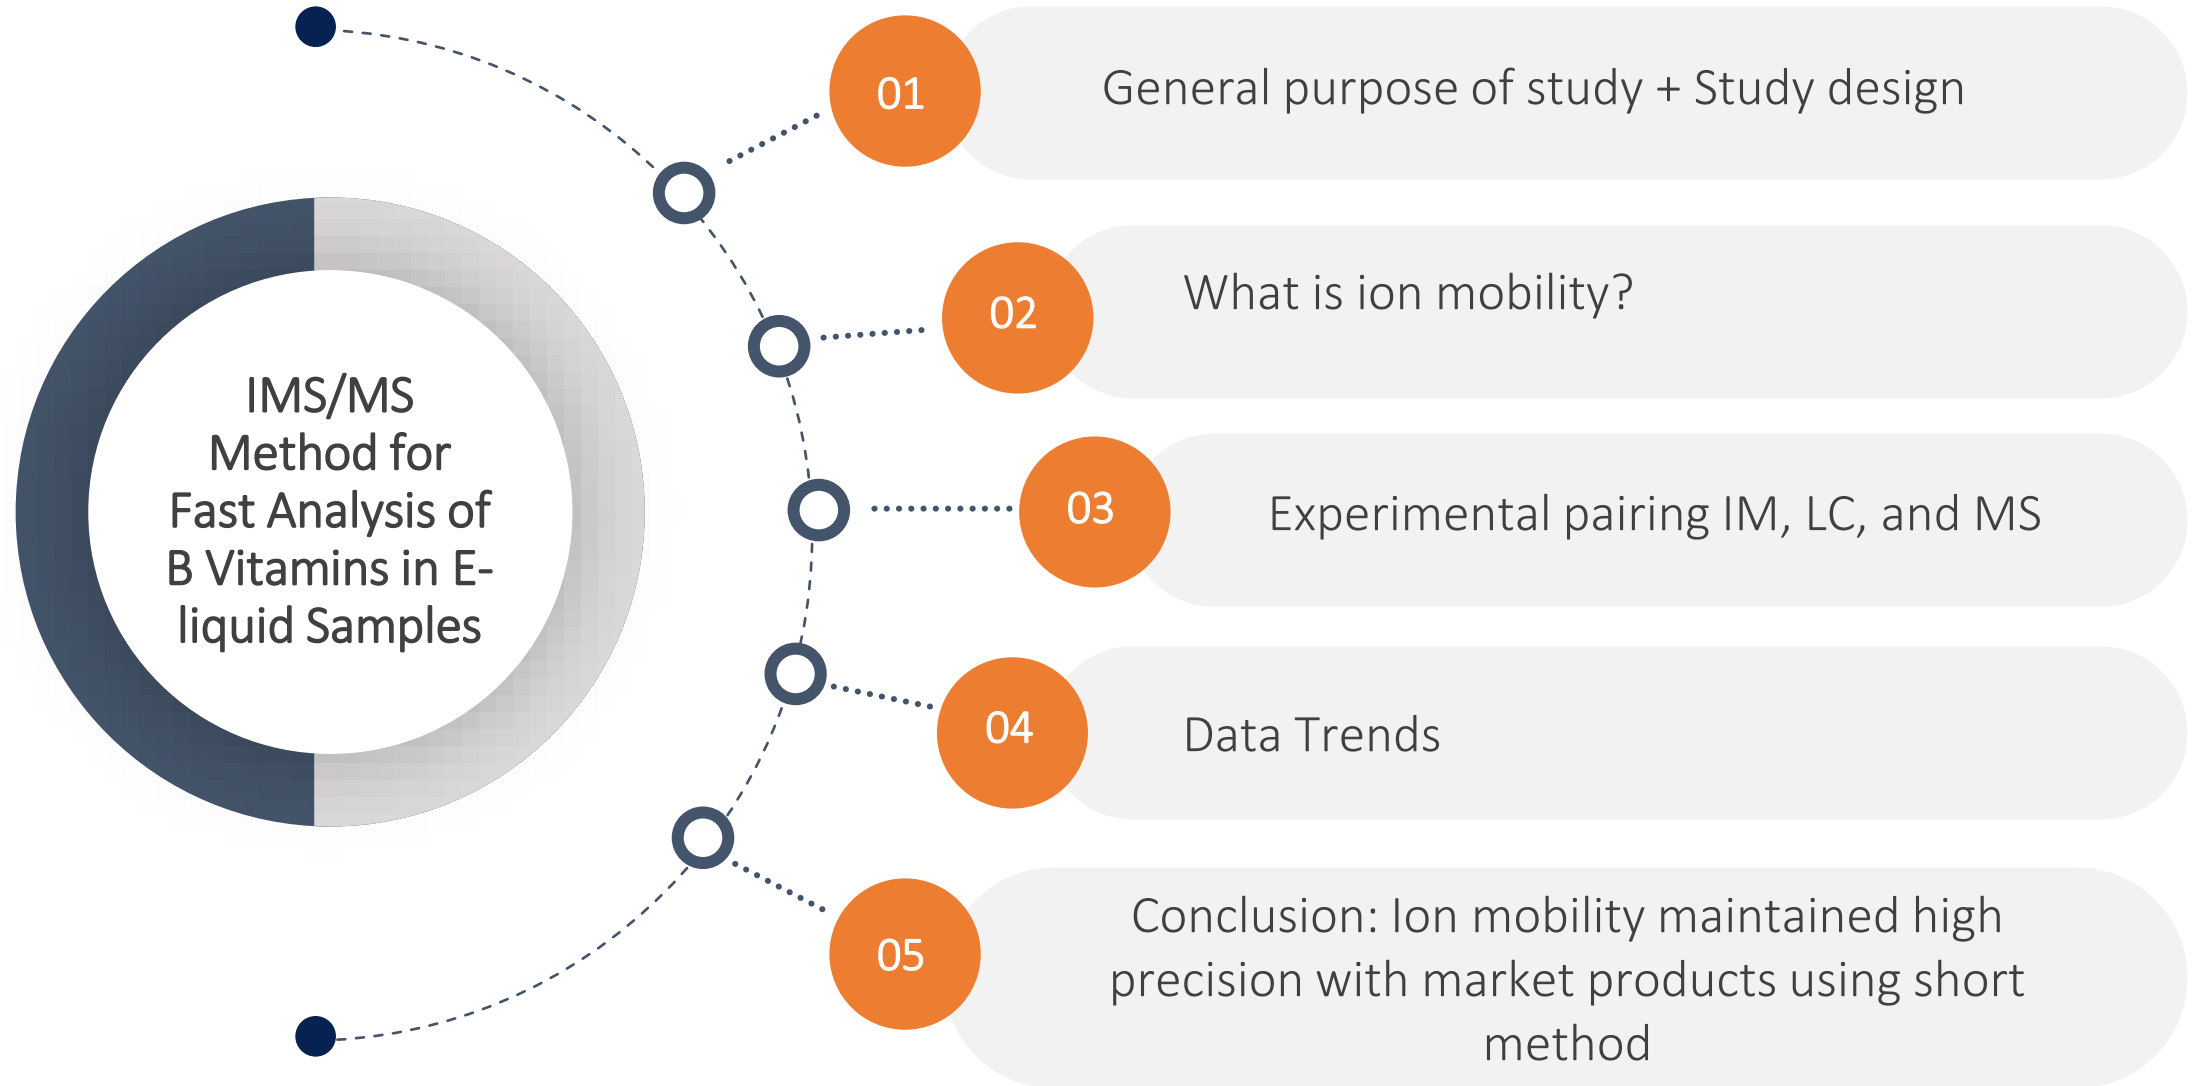 IMS/MS
Method for
Fast Analysis of
B Vitamins in E-
liquid Samples
01
General purpose of study + Study design
02
What is ion mobility?
03
Experimental pairing IM, LC, and MS
04
Data Trends
05
Conclusion: Ion mobility maintained high
precision with market products using short
method